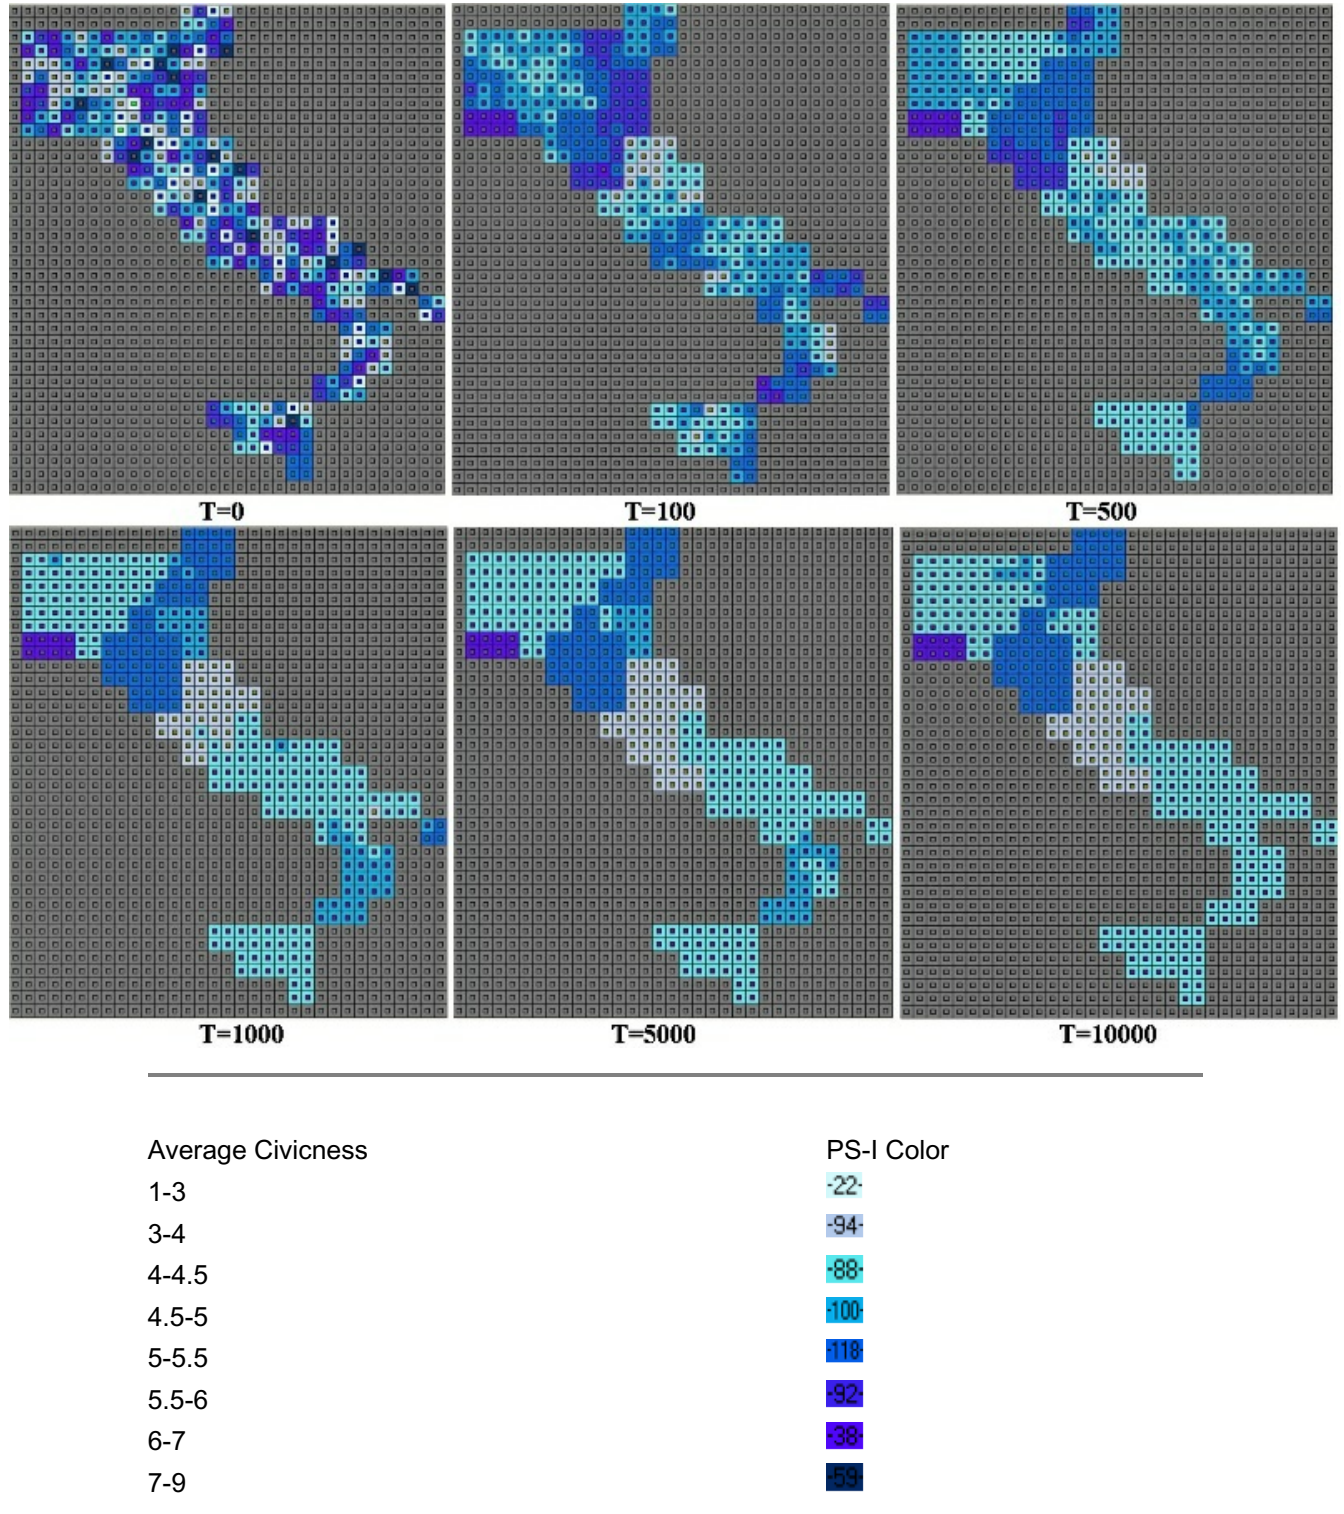 T=0 T=100 T=500
T=1000 T=5000 T=10000
Average Civicness PS-I Color
1-3 -22-
3-4 -94-
4-4.5 -88-
4.5-5 -100-
5-5.5 -118-
5.5-6 -92-
6-7 -38-
7-9 -59-